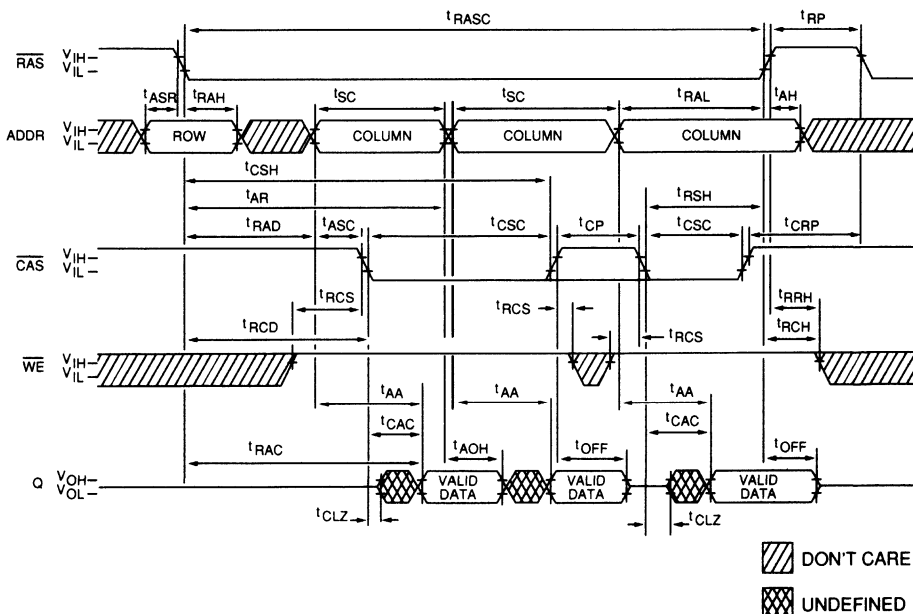 tRASC tRP
RAS VIH VIL
tASR tRAH tSC tSC tRAL tAH
ADDR VIH VIL ROW COLUMN COLUMN COLUMN
tCSH
tAR tRSH
tRAD tASC tCSC tCP tCSC tCRP
CAS VIH VIL
tRCS tRCS tRRH
tRCD tRCS tRCH
WE VIH VIL
tAA tAA tAA
tCAC tCAC
tRAC tAOH tOFF tOFF
Q VOH VOL VALID DATA VALID DATA VALID DATA
tCLZ tCLZ
DON'T CARE
UNDEFINED